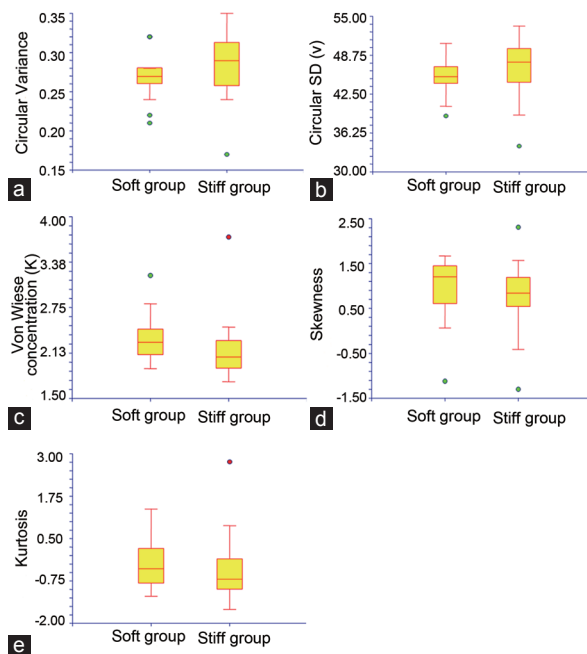 0.35
0.30
0.25
0.20
0.15
Circular Variance
Soft group
Stiff group
a
55.00
48.75
42.50
36.25
30.00
Circular SD (v)
Soft group
Stiff group
b
4.00
3.38
2.75
2.13
1.50
Von Wiese
concentration (K)
Soft group
Stiff group
c
2.50
1.50
0.50
-0.50
-1.50
Skewness
Soft group
Stiff group
d
3.00
1.75
0.50
-0.75
-2.00
Kurtosis
Soft group
Stiff group
e